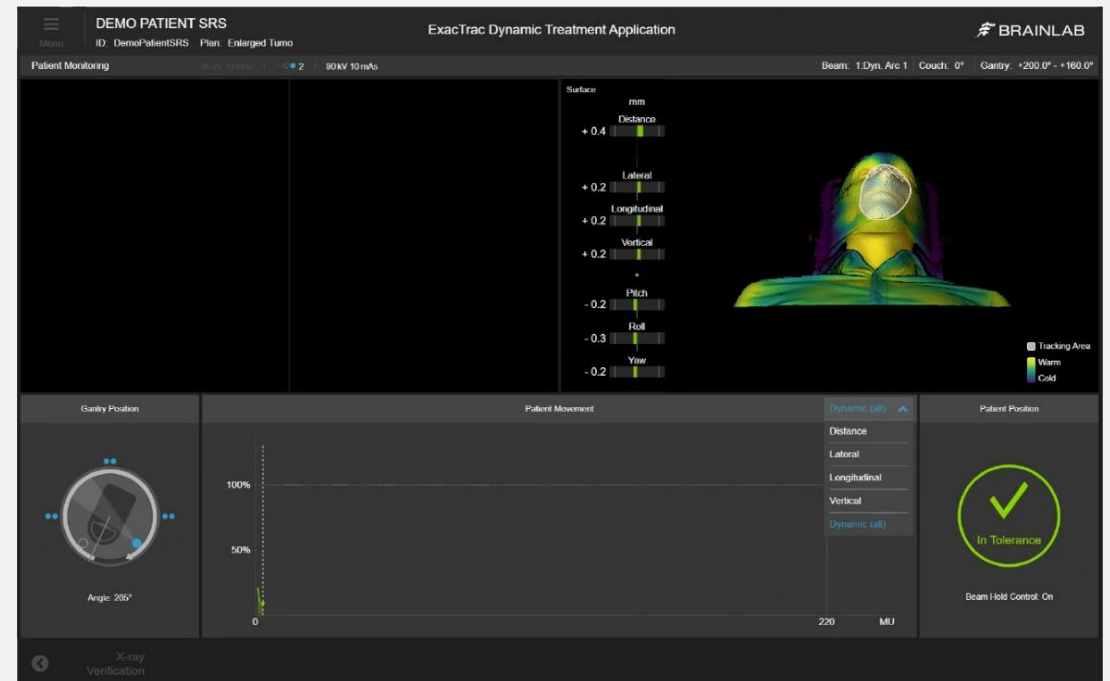 DEMO PATIENT SRS
ExacTrac Dynamic Treatment Application
BRAINLAB
Menu
ID: DemoPatientSRS Plan: Enlarged Tumo
Patient Monitoring
2 90 kV 10 mAs
Beam: 1:Dyn. Arc 1 Couch: 0° Gantry: +200.0° - +160.0°
Surface
mm
Distance
+ 0.4
Lateral
+ 0.2
Longitudinal
+ 0.2
Vertical
+ 0.2
°
Pitch
- 0.2
Roll
- 0.3
Yaw
- 0.2
Tracking Area
Warm
Cold
Gantry Position
Angle: 205°
Patient Movement
Dynamic (all)
Distance
Lateral
Longitudinal
Vertical
Dynamic (all)
100%
50%
0
220 MU
Patient Position
In Tolerance
Beam Hold Control: On
X-ray
Verification